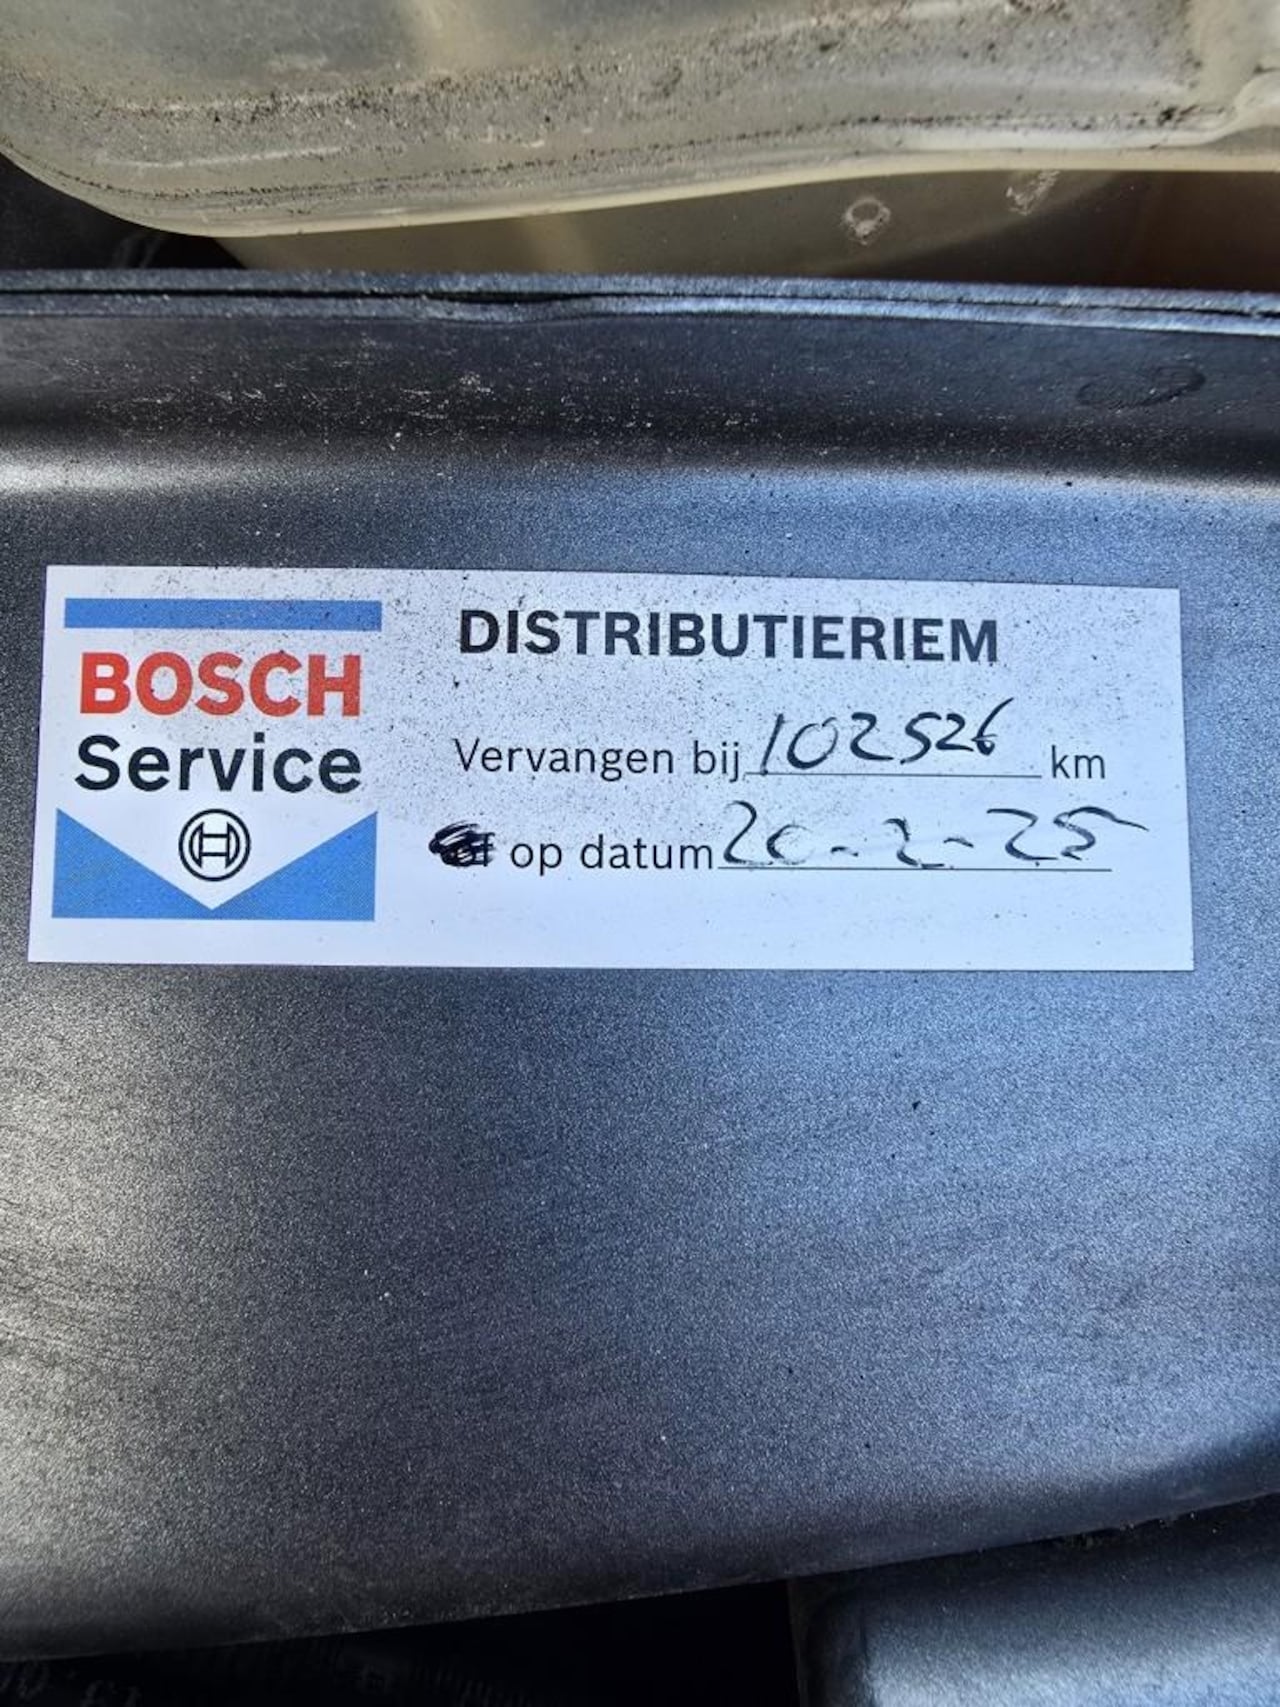 BOSCH
Service
DISTRIBUTIERIEM
Vervangen bij 102526 km
op datum 20-2-25